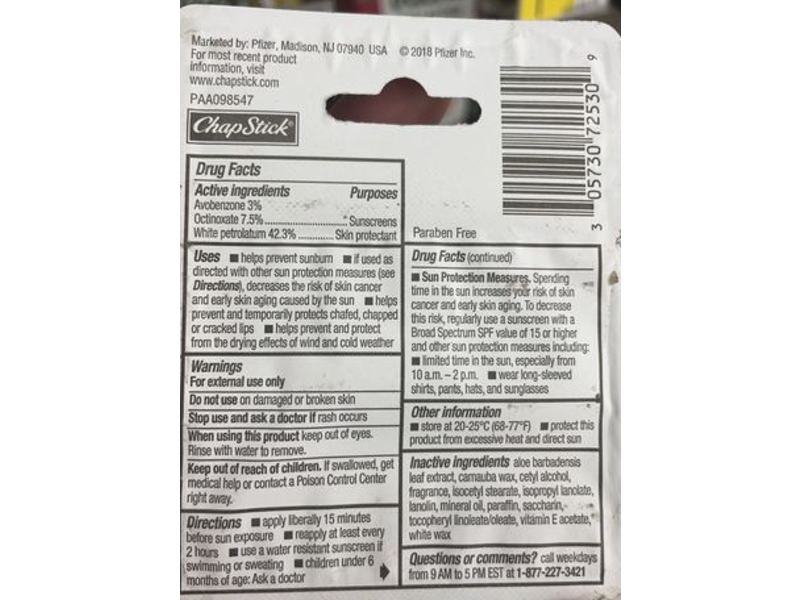 Marketed by: Pfizer, Madison, NJ 07940 USA © 2018 Pfizer Inc.
For most recent product
information, visit
www.chapstick.com
PAA098547
ChapStick®
3 05730 72530 9
Drug Facts
Active ingredients Purposes
Avobenzone 3%
Octinoxate 7.5%.................... Sunscreens
White petrolatum 42.3% ........... Skin protectant
Uses ■ helps prevent sunburn ■ if used as
directed with other sun protection measures (see
Directions), decreases the risk of skin cancer
and early skin aging caused by the sun ■ helps
prevent and temporarily protects chafed, chapped
or cracked lips ■ helps prevent and protect
from the drying effects of wind and cold weather
Warnings
For external use only
Do not use on damaged or broken skin
Stop use and ask a doctor if rash occurs
When using this product keep out of eyes.
Rinse with water to remove.
Keep out of reach of children. If swallowed, get
medical help or contact a Poison Control Center
right away.
Directions ■ apply liberally 15 minutes
before sun exposure ■ reapply at least every
2 hours ■ use a water resistant sunscreen if
swimming or sweating ■ children under 6
months of age: Ask a doctor
Paraben Free
Drug Facts (continued)
■ Sun Protection Measures. Spending
time in the sun increases your risk of skin
cancer and early skin aging. To decrease
this risk, regularly use a sunscreen with a
Broad Spectrum SPF value of 15 or higher
and other sun protection measures including:
■ limited time in the sun, especially from
10 a.m. – 2 p.m. ■ wear long-sleeved
shirts, pants, hats, and sunglasses
Other information
■ store at 20-25°C (68-77°F) ■ protect this
product from excessive heat and direct sun
Inactive ingredients aloe barbadensis
leaf extract, carnauba wax, cetyl alcohol,
fragrance, isocetyl stearate, isopropyl lanolate,
lanolin, mineral oil, paraffin, saccharin,
tocopheryl linoleate/oleate, vitamin E acetate,
white wax
Questions or comments? call weekdays
from 9 AM to 5 PM EST at 1-877-227-3421